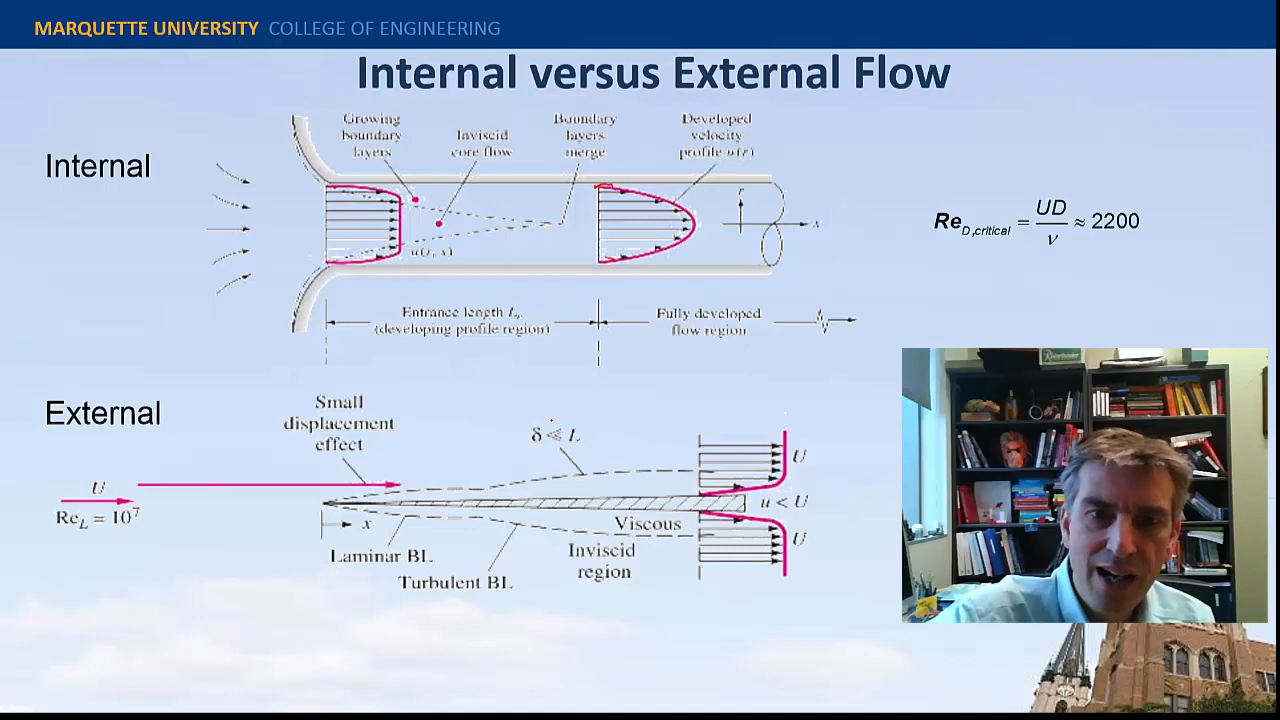 MARQUETTE UNIVERSITY COLLEGE OF ENGINEERING
Internal versus External Flow
Internal
Growing
boundary
layers
Inviscid
core flow
Boundary
layers
merge
Developed
velocity
profile u(r)
r
x
u(r, x)
Re_D,critical = UD/ν ≈ 2200
Entrance length L_e
(developing profile region)
Fully developed
flow region
External
Small
displacement
effect
δ ≪ L
U
U
Re_L = 10^7
x
Viscous
u < U
U
Laminar BL
Inviscid
region
Turbulent BL